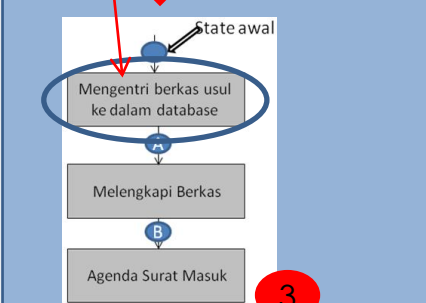 State awal
Mengentri berkas usul
ke dalam database
A
Melengkapi Berkas
B
Agenda Surat Masuk
3